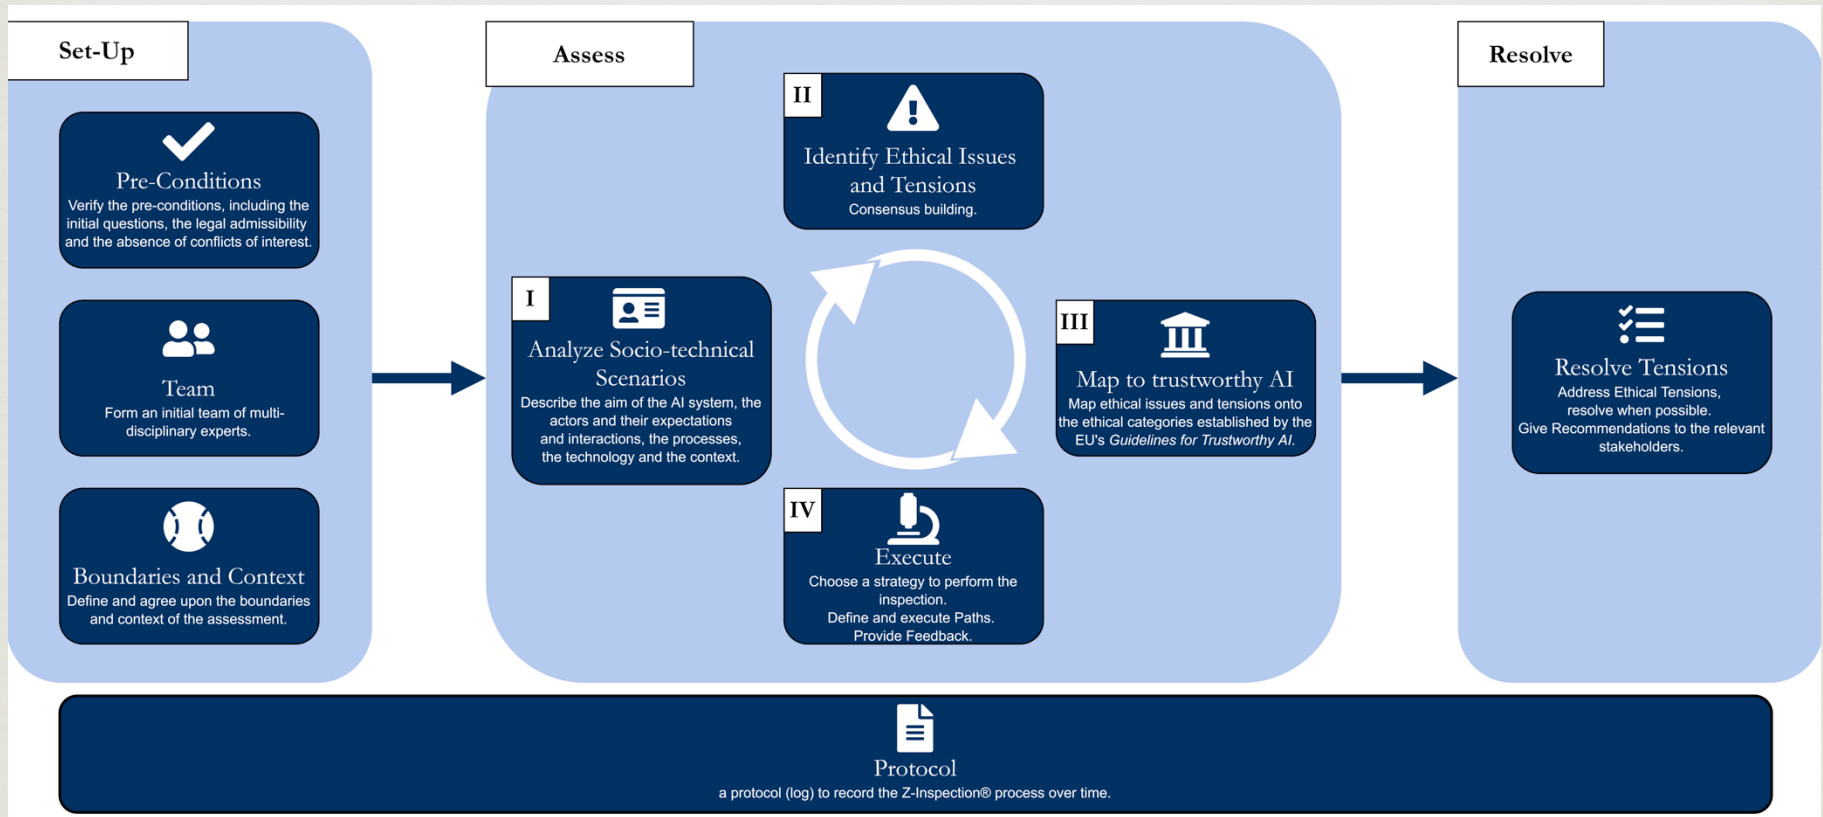 Set-Up
Pre-Conditions
Verify the pre-conditions, including the
initial questions, the legal admissibility
and the absence of conflicts of interest.
Team
Form an initial team of multi-
disciplinary experts.
Boundaries and Context
Define and agree upon the boundaries
and context of the assessment.
Assess
I
Analyze Socio-technical
Scenarios
Describe the aim of the AI system, the
actors and their expectations
and interactions, the processes,
the technology and the context.
II
Identify Ethical Issues
and Tensions
Consensus building.
III
Map to trustworthy AI
Map ethical issues and tensions onto
the ethical categories established by the
EU's Guidelines for Trustworthy AI.
IV
Execute
Choose a strategy to perform the
inspection.
Define and execute Paths.
Provide Feedback.
Resolve
Resolve Tensions
Address Ethical Tensions,
resolve when possible.
Give Recommendations to the relevant
stakeholders.
Protocol
a protocol (log) to record the Z-Inspection® process over time.